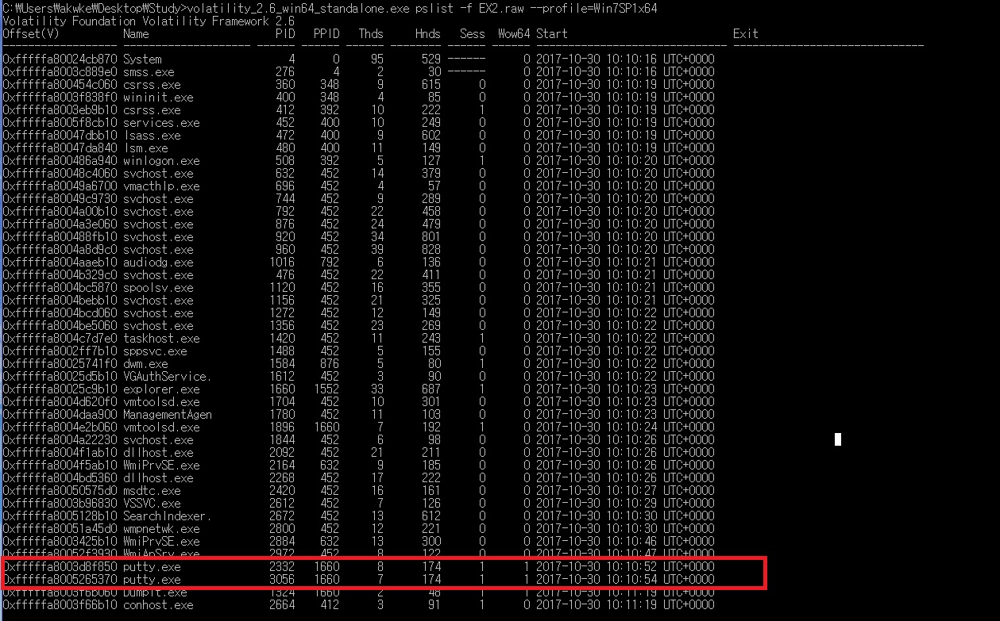 C:₩Users₩akwke₩Desktop₩Study>volatility_2.6_win64_standalone.exe pslist -f EX2.raw --profile=Win7SP1x64
Volatility Foundation Volatility Framework 2.6
Offset(V) Name PID PPID Thds Hnds Sess Wow64 Start Exit
------------------ -------------------- ------ ------ ------ -------- ------ ------ ------------------------------ ------------------------------
0xfffffa80024cb870 System 4 0 95 529 ------ 0 2017-10-30 10:10:16 UTC+0000
0xfffffa8003c889e0 smss.exe 276 4 2 30 ------ 0 2017-10-30 10:10:16 UTC+0000
0xfffffa800454c060 csrss.exe 360 348 9 615 0 0 2017-10-30 10:10:19 UTC+0000
0xfffffa8003f838f0 wininit.exe 400 348 4 85 0 0 2017-10-30 10:10:19 UTC+0000
0xfffffa8003eb9b10 csrss.exe 412 392 10 222 1 0 2017-10-30 10:10:19 UTC+0000
0xfffffa8005f8cb10 services.exe 452 400 10 249 0 0 2017-10-30 10:10:19 UTC+0000
0xfffffa80047dbb10 lsass.exe 472 400 9 602 0 0 2017-10-30 10:10:19 UTC+0000
0xfffffa80047da840 lsm.exe 480 400 11 149 0 0 2017-10-30 10:10:19 UTC+0000
0xfffffa800486a940 winlogon.exe 508 392 5 127 1 0 2017-10-30 10:10:20 UTC+0000
0xfffffa80048c4060 svchost.exe 632 452 14 379 0 0 2017-10-30 10:10:20 UTC+0000
0xfffffa80049a6700 vmacthlp.exe 696 452 4 57 0 0 2017-10-30 10:10:20 UTC+0000
0xfffffa80049c9730 svchost.exe 744 452 9 289 0 0 2017-10-30 10:10:20 UTC+0000
0xfffffa8004a00b10 svchost.exe 792 452 22 458 0 0 2017-10-30 10:10:20 UTC+0000
0xfffffa8004a3e060 svchost.exe 876 452 24 479 0 0 2017-10-30 10:10:20 UTC+0000
0xfffffa800488fb10 svchost.exe 920 452 34 801 0 0 2017-10-30 10:10:20 UTC+0000
0xfffffa8004a8d9c0 svchost.exe 960 452 39 828 0 0 2017-10-30 10:10:20 UTC+0000
0xfffffa8004aaeb10 audiodg.exe 1016 792 6 136 0 0 2017-10-30 10:10:21 UTC+0000
0xfffffa8004b329c0 svchost.exe 476 452 22 411 0 0 2017-10-30 10:10:21 UTC+0000
0xfffffa8004bc5870 spoolsv.exe 1120 452 16 355 0 0 2017-10-30 10:10:21 UTC+0000
0xfffffa8004bebb10 svchost.exe 1156 452 21 325 0 0 2017-10-30 10:10:21 UTC+0000
0xfffffa8004bcd060 svchost.exe 1272 452 12 149 0 0 2017-10-30 10:10:22 UTC+0000
0xfffffa8004be5060 svchost.exe 1356 452 23 269 0 0 2017-10-30 10:10:22 UTC+0000
0xfffffa8004c7d7e0 taskhost.exe 1420 452 11 243 1 0 2017-10-30 10:10:22 UTC+0000
0xfffffa8002ff7b10 sppsvc.exe 1488 452 5 155 0 0 2017-10-30 10:10:22 UTC+0000
0xfffffa80025741f0 dwm.exe 1584 876 5 80 1 0 2017-10-30 10:10:22 UTC+0000
0xfffffa80025d5b10 VGAuthService. 1612 452 3 90 0 0 2017-10-30 10:10:22 UTC+0000
0xfffffa80025c9b10 explorer.exe 1660 1552 33 687 1 0 2017-10-30 10:10:23 UTC+0000
0xfffffa8004d620f0 vmtoolsd.exe 1704 452 10 301 0 0 2017-10-30 10:10:23 UTC+0000
0xfffffa8004daa900 ManagementAgen 1780 452 11 103 0 0 2017-10-30 10:10:23 UTC+0000
0xfffffa8004e2b060 vmtoolsd.exe 1896 1660 7 192 1 0 2017-10-30 10:10:24 UTC+0000
0xfffffa8004a22230 svchost.exe 1844 452 6 98 0 0 2017-10-30 10:10:26 UTC+0000
0xfffffa8004f1ab10 dllhost.exe 2092 452 21 211 0 0 2017-10-30 10:10:26 UTC+0000
0xfffffa8004f5ab10 WmiPrvSE.exe 2164 632 9 185 0 0 2017-10-30 10:10:26 UTC+0000
0xfffffa8004bd5360 dllhost.exe 2268 452 17 222 0 0 2017-10-30 10:10:26 UTC+0000
0xfffffa80050575d0 msdtc.exe 2420 452 16 161 0 0 2017-10-30 10:10:27 UTC+0000
0xfffffa8003b96830 VSSVC.exe 2612 452 7 126 0 0 2017-10-30 10:10:29 UTC+0000
0xfffffa8005128b10 SearchIndexer. 2672 452 13 612 0 0 2017-10-30 10:10:30 UTC+0000
0xfffffa80051a45d0 wmpnetwk.exe 2800 452 12 221 0 0 2017-10-30 10:10:30 UTC+0000
0xfffffa8003425b10 WmiPrvSE.exe 2884 632 13 300 0 0 2017-10-30 10:10:46 UTC+0000
0xfffffa80052f3930 WmiApSrv.exe 2972 452 8 122 0 0 2017-10-30 10:10:47 UTC+0000
0xfffffa8003d8f850 putty.exe 2332 1660 8 174 1 1 2017-10-30 10:10:52 UTC+0000
0xfffffa8005265370 putty.exe 3056 1660 7 174 1 1 2017-10-30 10:10:54 UTC+0000
0xfffffa8003f6b060 DumpIt.exe 1324 1660 2 48 1 1 2017-10-30 10:11:19 UTC+0000
0xfffffa8003f66b10 conhost.exe 2664 412 3 91 1 0 2017-10-30 10:11:19 UTC+0000